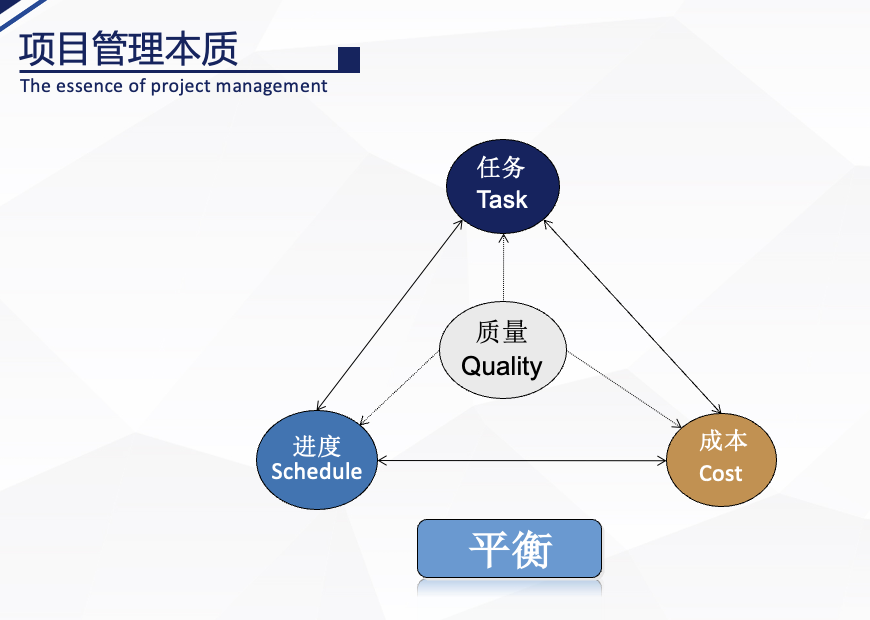 项目管理本质
The essence of project management
任务
Task
质量
Quality
进度
Schedule
成本
Cost
平衡